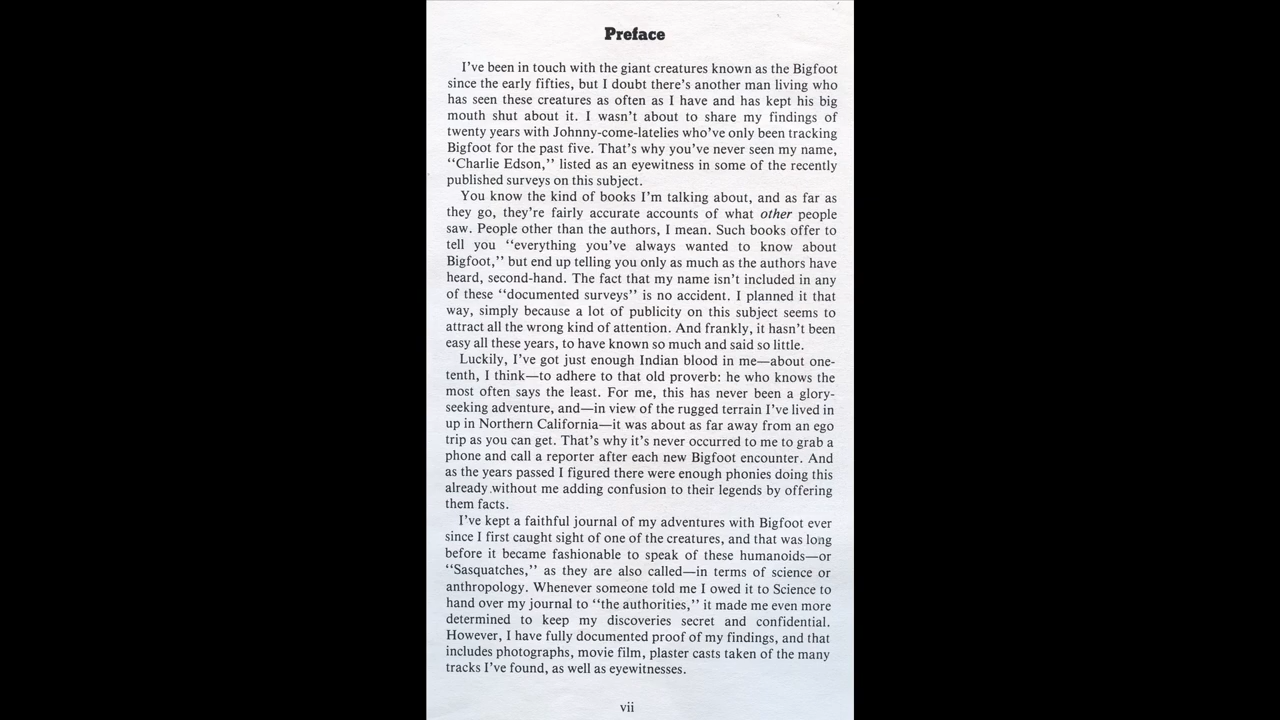 Preface
I've been in touch with the giant creatures known as the Bigfoot
since the early fifties, but I doubt there's another man living who
has seen these creatures as often as I have and has kept his big
mouth shut about it. I wasn't about to share my findings of
twenty years with Johnny-come-latelies who've only been tracking
Bigfoot for the past five. That's why you've never seen my name,
‘‘Charlie Edson,’’ listed as an eyewitness in some of the recently
published surveys on this subject.
You know the kind of books I'm talking about, and as far as
they go, they're fairly accurate accounts of what other people
saw. People other than the authors, I mean. Such books offer to
tell you ‘‘everything you've always wanted to know about
Bigfoot,’’ but end up telling you only as much as the authors have
heard, second-hand. The fact that my name isn't included in any
of these ‘‘documented surveys’’ is no accident. I planned it that
way, simply because a lot of publicity on this subject seems to
attract all the wrong kind of attention. And frankly, it hasn't been
easy all these years, to have known so much and said so little.
Luckily, I've got just enough Indian blood in me—about one-
tenth, I think—to adhere to that old proverb: he who knows the
most often says the least. For me, this has never been a glory-
seeking adventure, and—in view of the rugged terrain I've lived in
up in Northern California—it was about as far away from an ego
trip as you can get. That's why it's never occurred to me to grab a
phone and call a reporter after each new Bigfoot encounter. And
as the years passed I figured there were enough phonies doing this
already without me adding confusion to their legends by offering
them facts.
I've kept a faithful journal of my adventures with Bigfoot ever
since I first caught sight of one of the creatures, and that was long
before it became fashionable to speak of these humanoids—or
‘‘Sasquatches,’’ as they are also called—in terms of science or
anthropology. Whenever someone told me I owed it to Science to
hand over my journal to ‘‘the authorities,’’ it made me even more
determined to keep my discoveries secret and confidential.
However, I have fully documented proof of my findings, and that
includes photographs, movie film, plaster casts taken of the many
tracks I've found, as well as eyewitnesses.
vii